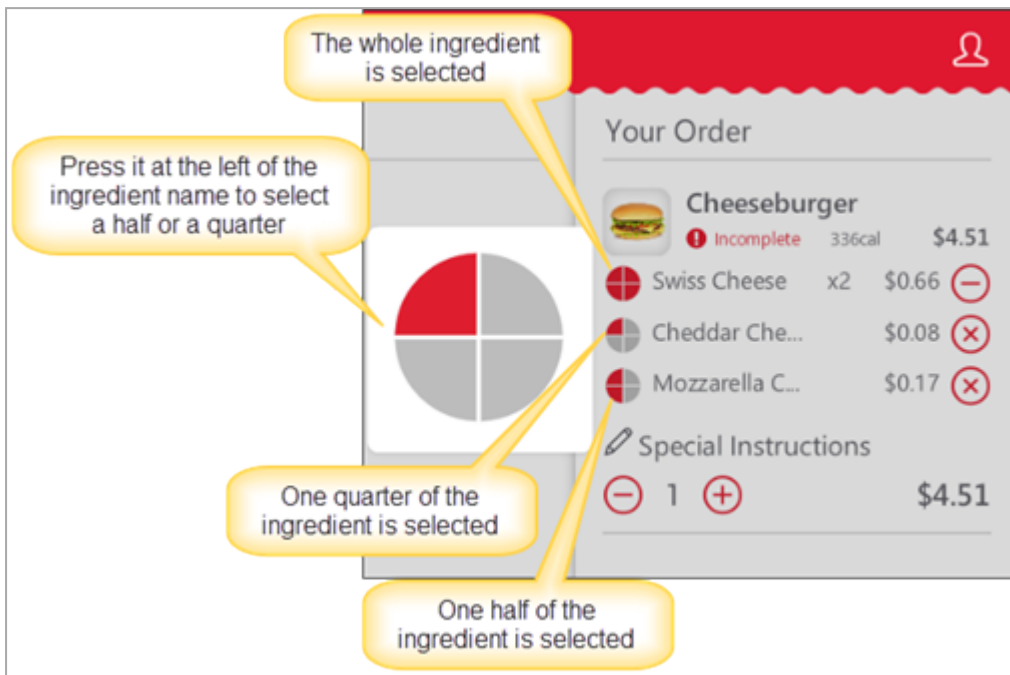 The whole ingredient
is selected
Press it at the left of the
ingredient name to select
a half or a quarter
Your Order
Cheeseburger
Incomplete 336cal $4.51
Swiss Cheese x2 $0.66
Cheddar Che... $0.08
Mozzarella C... $0.17
Special Instructions
1 $4.51
One quarter of the
ingredient is selected
One half of the
ingredient is selected